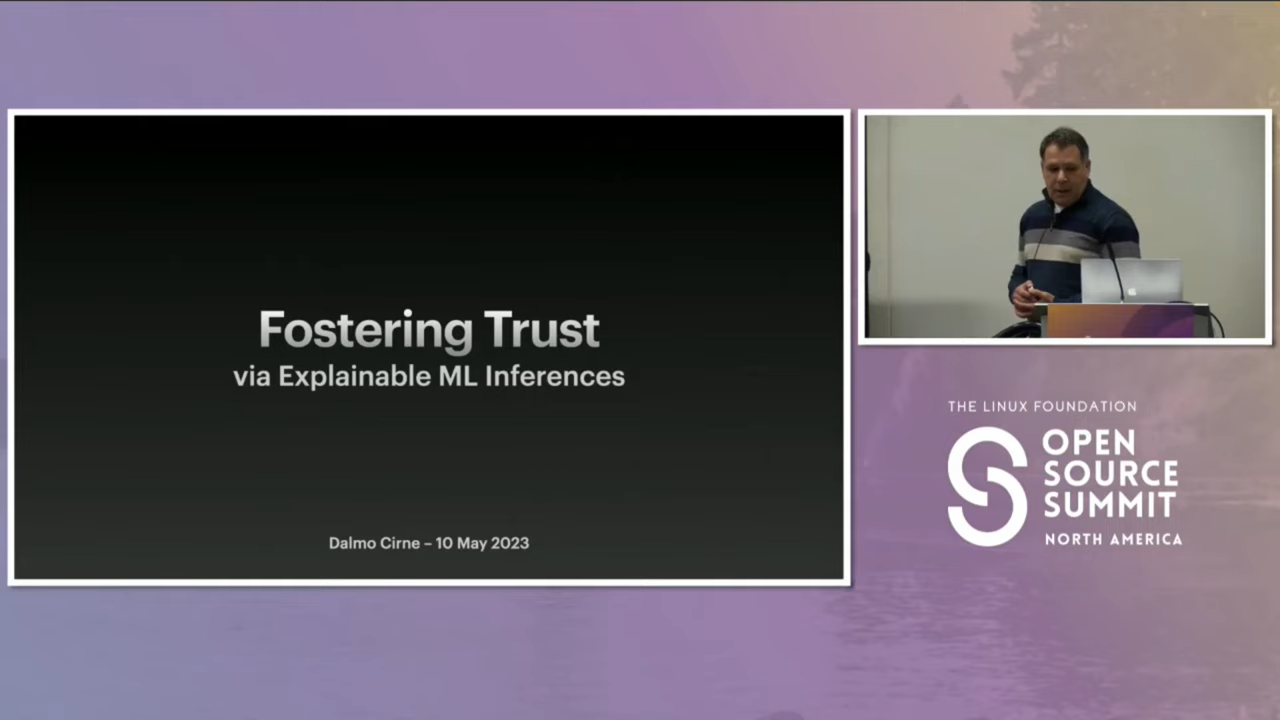 Fostering Trust
via Explainable ML Inferences
Dalmo Cirne – 10 May 2023
THE LINUX FOUNDATION
OPEN
SOURCE
SUMMIT
NORTH AMERICA